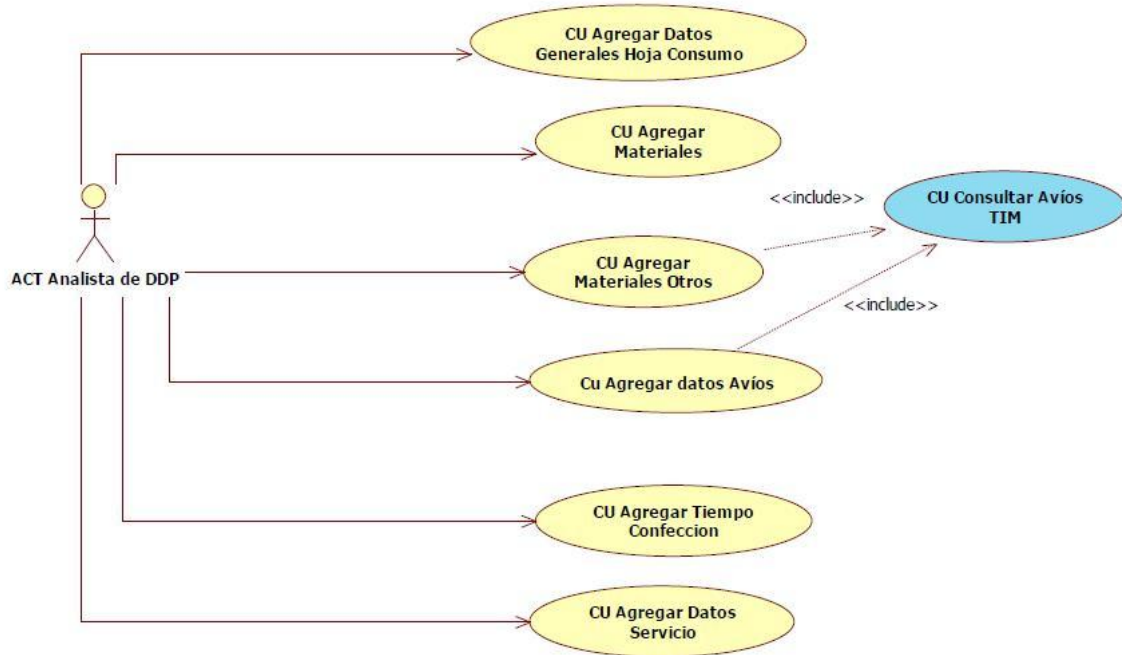 CU Agregar Datos
Generales Hoja Consumo
CU Agregar
Materiales
<<include>>
CU Consultar Avíos
TIM
ACT Analista de DDP
CU Agregar
Materiales Otros
<<include>>
Cu Agregar datos Avíos
CU Agregar Tiempo
Confeccion
CU Agregar Datos
Servicio